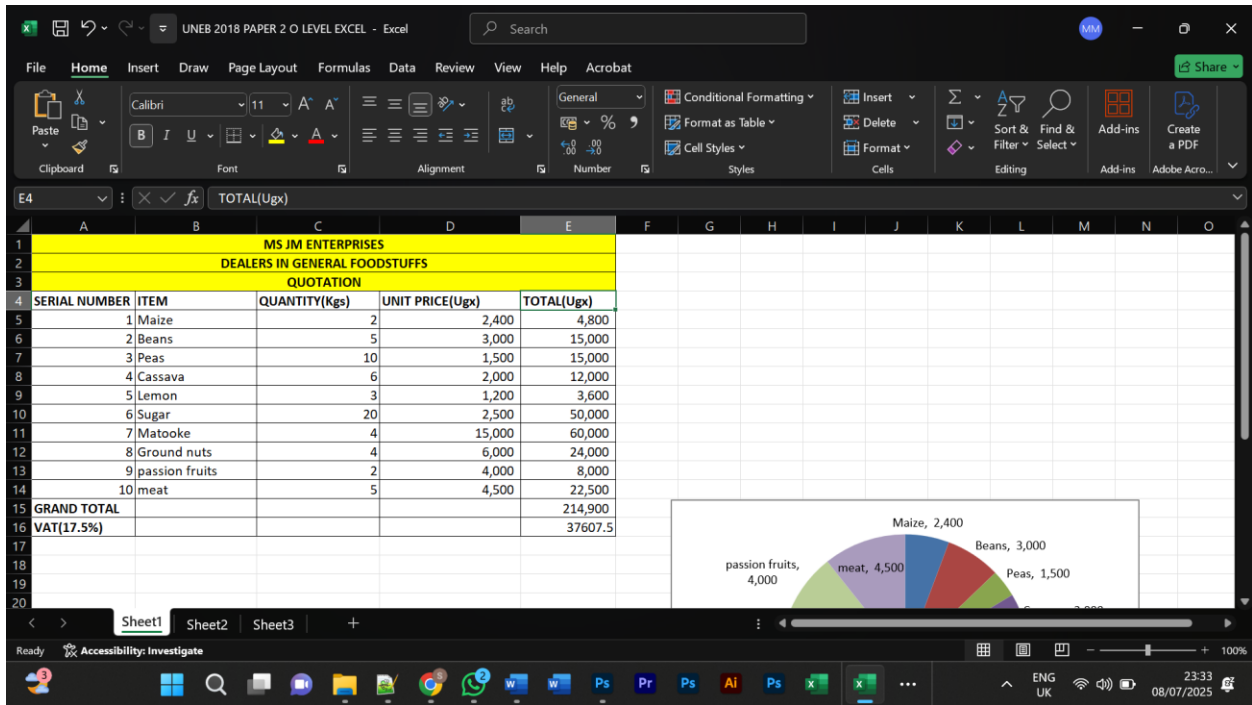 UNEB 2018 PAPER 2 O LEVEL EXCEL - Excel
Search
MM
File Home Insert Draw Page Layout Formulas Data Review View Help Acrobat
Share
Paste
Calibri 11
General
Conditional Formatting
Format as Table
Cell Styles
Insert
Delete
Format
Sort & Filter
Find & Select
Add-ins
Create a PDF
Clipboard Font Alignment Number Styles Cells Editing Add-ins Adobe Acro...
E4 fx TOTAL(Ugx)
A B C D E F G H I J K L M N O
1 MS JM ENTERPRISES
2 DEALERS IN GENERAL FOODSTUFFS
3 QUOTATION
4 SERIAL NUMBER ITEM QUANTITY(Kgs) UNIT PRICE(Ugx) TOTAL(Ugx)
5 1 Maize 2 2,400 4,800
6 2 Beans 5 3,000 15,000
7 3 Peas 10 1,500 15,000
8 4 Cassava 6 2,000 12,000
9 5 Lemon 3 1,200 3,600
10 6 Sugar 20 2,500 50,000
11 7 Matooke 4 15,000 60,000
12 8 Ground nuts 4 6,000 24,000
13 9 passion fruits 2 4,000 8,000
14 10 meat 5 4,500 22,500
15 GRAND TOTAL 214,900
16 VAT(17.5%) 37607.5
17
18
19
20
Maize, 2,400
Beans, 3,000
Peas, 1,500
passion fruits, 4,000
meat, 4,500
Sheet1 Sheet2 Sheet3
Ready Accessibility: Investigate 100%
3 2
ENG UK
23:33
08/07/2025